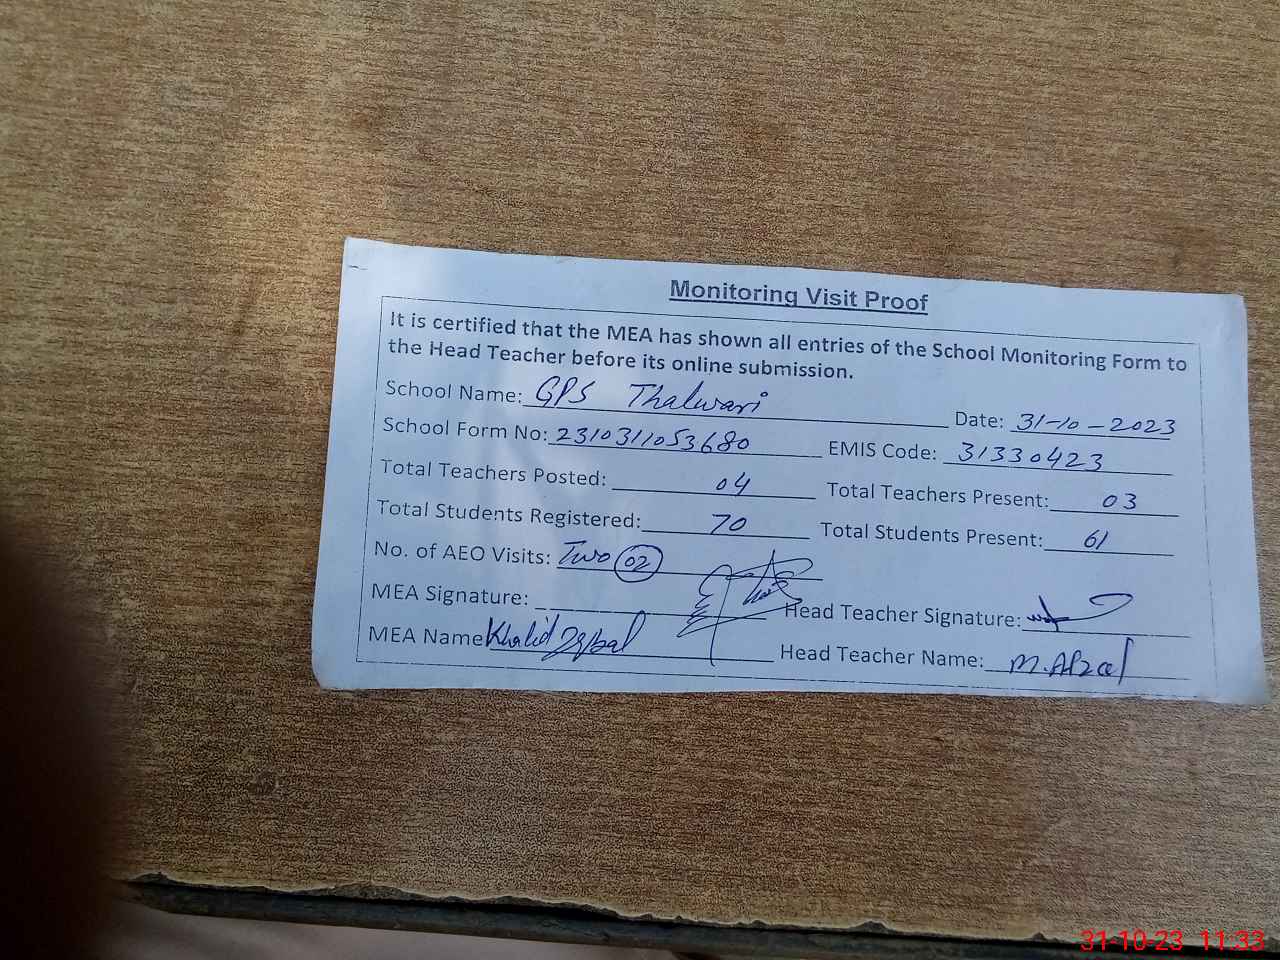 Monitoring Visit Proof
It is certified that the MEA has shown all entries of the School Monitoring Form to
the Head Teacher before its online submission.
School Name: GPS Thalwari Date: 31-10-2023
School Form No: 2310311053680 EMIS Code: 31330423
Total Teachers Posted: 04 Total Teachers Present: 03
Total Students Registered: 70 Total Students Present: 61
No. of AEO Visits: Two 02
MEA Signature: Head Teacher Signature:
MEA Name Khalid Iqbal Head Teacher Name: M. Afzal
31-10-23 11:33